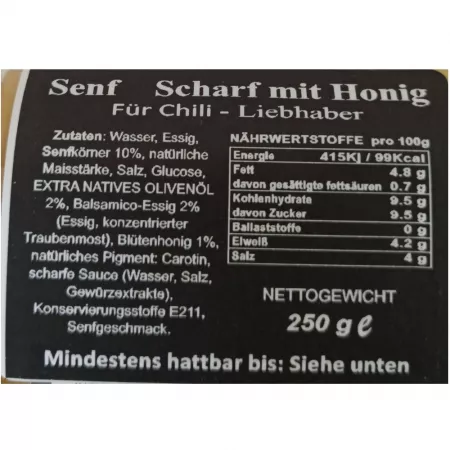 Senf Scharf mit Honig
Für Chili - Liebhaber
Zutaten: Wasser, Essig,
Senfkörner 10%, natürliche
Maisstärke, Salz, Glucose,
EXTRA NATIVES OLIVENÖL
2%, Balsamico-Essig 2%
(Essig, konzentrifter
Traubenmost), Blütenhonig 1%,
natürliches Pigment: Carotin,
scharfe Sauce (Wasser, Salz,
Gewürzextrakte),
Konservierungsstoffe E211,
Senfgeschmack.
NÄHRWERTSTOFFE pro 100g
Energie 415KJ / 99Kcal
Fett 4.8 g
davon gesättigte fettsäuren 0.7 g
Kohlenhydrate 9.5 g
davon Zucker 9.5 g
Ballaststoffe 0 g
Eiweiß 4.2 g
Salz 4 g
NETTOGEWICHT
250 g ℮
Mindestens hattbar bis: Siehe unten